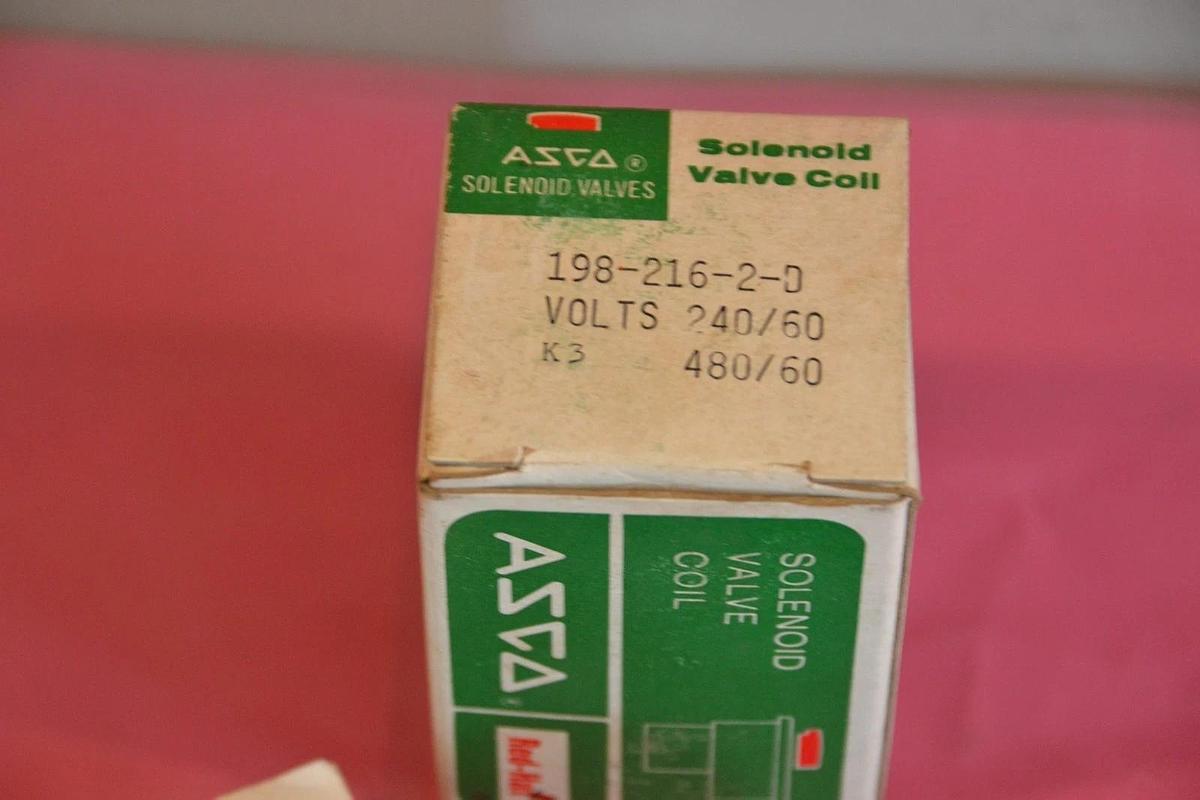 ASCO ®
SOLENOID VALVES
Solenoid
Valve Coil
198-216-2-D
VOLTS 240/60
K3 480/60
ASCO
SOLENOID
VALVE
COIL